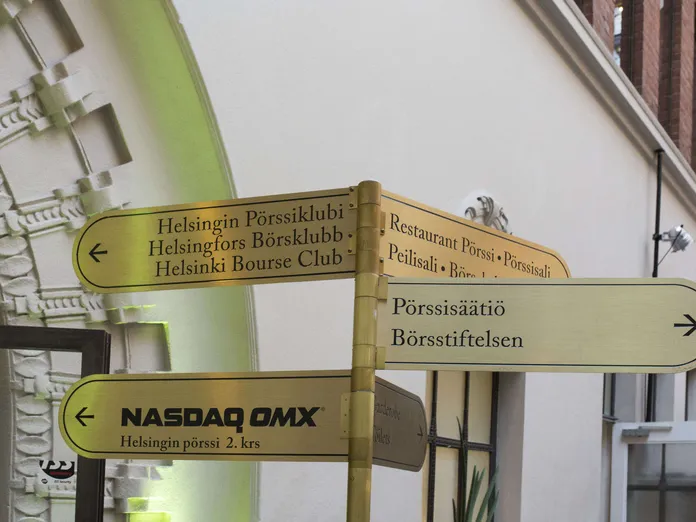 Helsingin Pörssiklubi
Helsingfors Börsklubb
Helsinki Bourse Club
Restaurant Pörssi • Pörssisali
Peilisali •
Pörssisäätiö
Börsstiftelsen
NASDAQ OMX®
Helsingin pörssi 2. krs